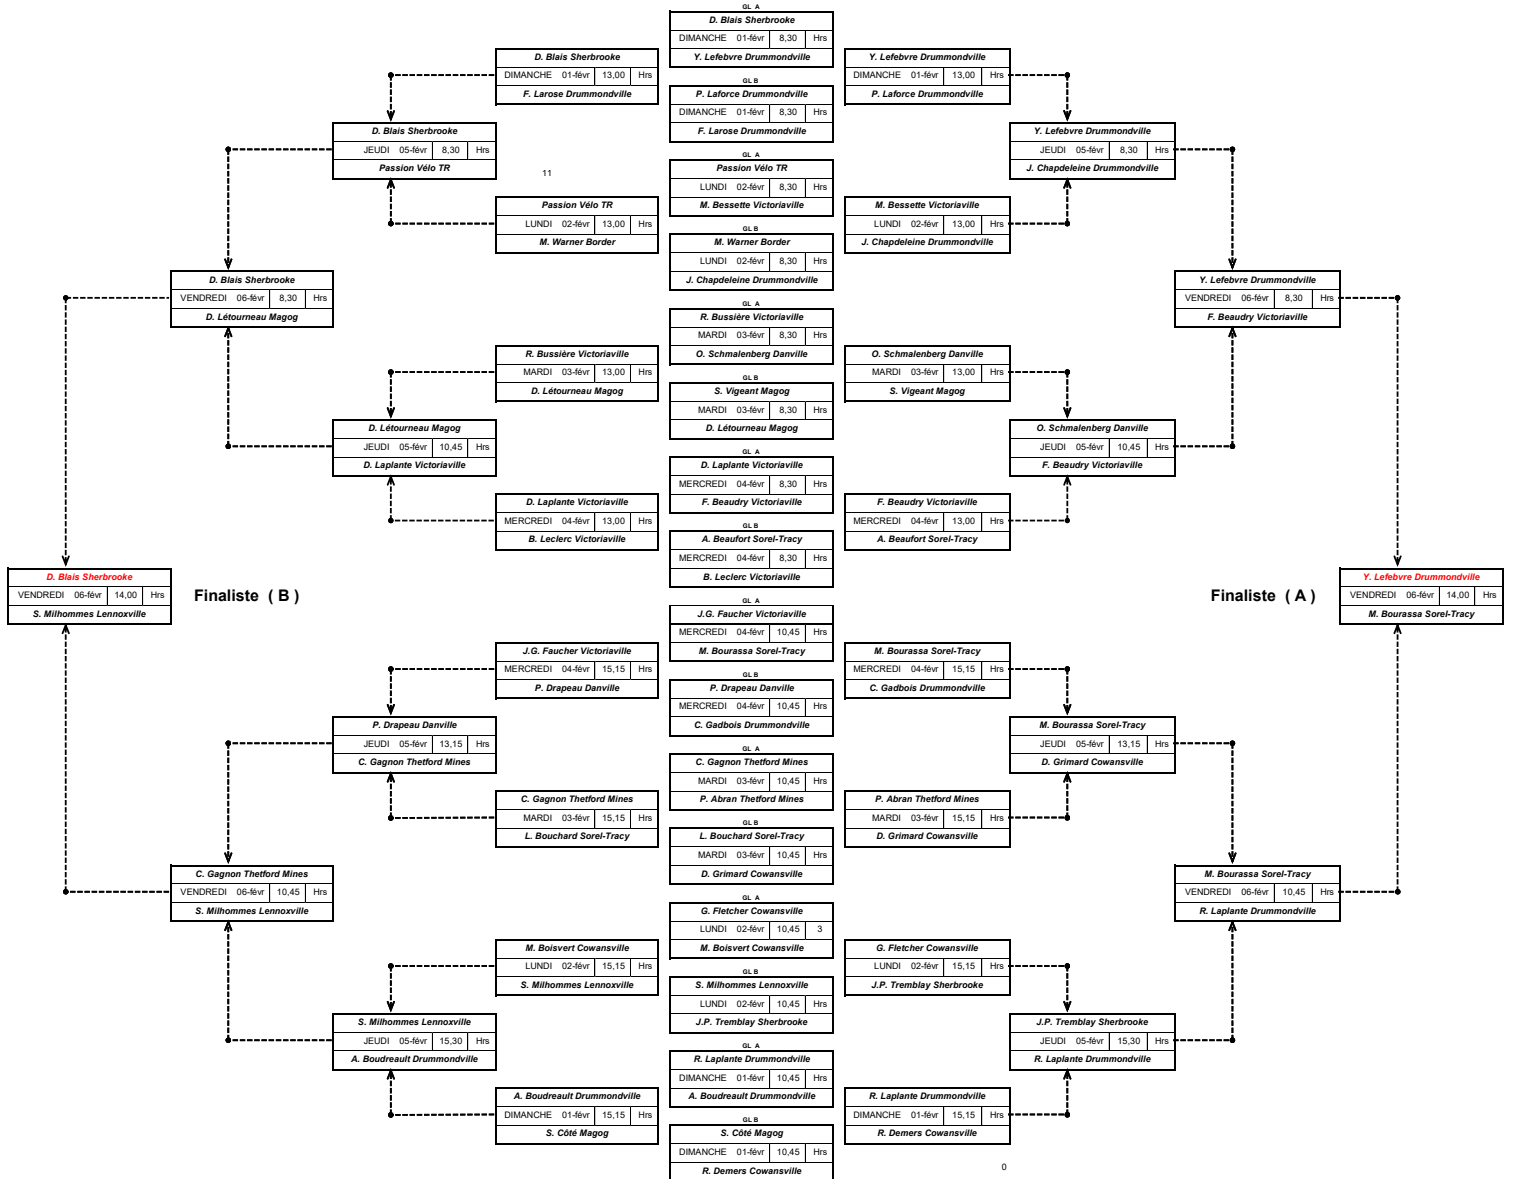 GL A
D. Blais Sherbrooke
DIMANCHE 01-févr 8,30 Hrs
Y. Lefebvre Drummondville
D. Blais Sherbrooke
DIMANCHE 01-févr 13,00 Hrs
F. Larose Drummondville
Y. Lefebvre Drummondville
DIMANCHE 01-févr 13,00 Hrs
P. Laforce Drummondville
GL B
P. Laforce Drummondville
DIMANCHE 01-févr 8,30 Hrs
F. Larose Drummondville
D. Blais Sherbrooke
JEUDI 05-févr 8,30 Hrs
Passion Vélo TR
Y. Lefebvre Drummondville
JEUDI 05-févr 8,30 Hrs
J. Chapdeleine Drummondville
11
GL A
Passion Vélo TR
LUNDI 02-févr 8,30 Hrs
M. Bessette Victoriaville
Passion Vélo TR
LUNDI 02-févr 13,00 Hrs
M. Warner Border
M. Bessette Victoriaville
LUNDI 02-févr 13,00 Hrs
J. Chapdeleine Drummondville
GL B
M. Warner Border
LUNDI 02-févr 8,30 Hrs
J. Chapdeleine Drummondville
D. Blais Sherbrooke
VENDREDI 06-févr 8,30 Hrs
D. Létourneau Magog
Y. Lefebvre Drummondville
VENDREDI 06-févr 8,30 Hrs
F. Beaudry Victoriaville
GL A
R. Bussière Victoriaville
MARDI 03-févr 8,30 Hrs
O. Schmalenberg Danville
R. Bussière Victoriaville
MARDI 03-févr 13,00 Hrs
D. Létourneau Magog
O. Schmalenberg Danville
MARDI 03-févr 13,00 Hrs
S. Vigeant Magog
GL B
S. Vigeant Magog
MARDI 03-févr 8,30 Hrs
D. Létourneau Magog
D. Létourneau Magog
JEUDI 05-févr 10,45 Hrs
D. Laplante Victoriaville
O. Schmalenberg Danville
JEUDI 05-févr 10,45 Hrs
F. Beaudry Victoriaville
GL A
D. Laplante Victoriaville
MERCREDI 04-févr 8,30 Hrs
F. Beaudry Victoriaville
D. Laplante Victoriaville
MERCREDI 04-févr 13,00 Hrs
B. Leclerc Victoriaville
F. Beaudry Victoriaville
MERCREDI 04-févr 13,00 Hrs
A. Beaufort Sorel-Tracy
GL B
A. Beaufort Sorel-Tracy
MERCREDI 04-févr 8,30 Hrs
B. Leclerc Victoriaville
D. Blais Sherbrooke
VENDREDI 06-févr 14,00 Hrs
S. Milhommes Lennoxville
Finaliste ( B )
Finaliste ( A )
Y. Lefebvre Drummondville
VENDREDI 06-févr 14,00 Hrs
M. Bourassa Sorel-Tracy
GL A
J.G. Faucher Victoriaville
MERCREDI 04-févr 10,45 Hrs
M. Bourassa Sorel-Tracy
J.G. Faucher Victoriaville
MERCREDI 04-févr 15,15 Hrs
P. Drapeau Danville
M. Bourassa Sorel-Tracy
MERCREDI 04-févr 15,15 Hrs
C. Gadbois Drummondville
GL B
P. Drapeau Danville
MERCREDI 04-févr 10,45 Hrs
C. Gadbois Drummondville
P. Drapeau Danville
JEUDI 05-févr 13,15 Hrs
C. Gagnon Thetford Mines
M. Bourassa Sorel-Tracy
JEUDI 05-févr 13,15 Hrs
D. Grimard Cowansville
GL A
C. Gagnon Thetford Mines
MARDI 03-févr 10,45 Hrs
P. Abran Thetford Mines
C. Gagnon Thetford Mines
MARDI 03-févr 15,15 Hrs
L. Bouchard Sorel-Tracy
P. Abran Thetford Mines
MARDI 03-févr 15,15 Hrs
D. Grimard Cowansville
GL B
L. Bouchard Sorel-Tracy
MARDI 03-févr 10,45 Hrs
D. Grimard Cowansville
C. Gagnon Thetford Mines
VENDREDI 06-févr 10,45 Hrs
S. Milhommes Lennoxville
M. Bourassa Sorel-Tracy
VENDREDI 06-févr 10,45 Hrs
R. Laplante Drummondville
GL A
G. Fletcher Cowansville
LUNDI 02-févr 10,45 3
M. Boisvert Cowansville
M. Boisvert Cowansville
LUNDI 02-févr 15,15 Hrs
S. Milhommes Lennoxville
G. Fletcher Cowansville
LUNDI 02-févr 15,15 Hrs
J.P. Tremblay Sherbrooke
GL B
S. Milhommes Lennoxville
LUNDI 02-févr 10,45 Hrs
J.P. Tremblay Sherbrooke
S. Milhommes Lennoxville
JEUDI 05-févr 15,30 Hrs
A. Boudreault Drummondville
J.P. Tremblay Sherbrooke
JEUDI 05-févr 15,30 Hrs
R. Laplante Drummondville
GL A
R. Laplante Drummondville
DIMANCHE 01-févr 10,45 Hrs
A. Boudreault Drummondville
A. Boudreault Drummondville
DIMANCHE 01-févr 15,15 Hrs
S. Côté Magog
R. Laplante Drummondville
DIMANCHE 01-févr 15,15 Hrs
R. Demers Cowansville
GL B
S. Côté Magog
DIMANCHE 01-févr 10,45 Hrs
R. Demers Cowansville
0